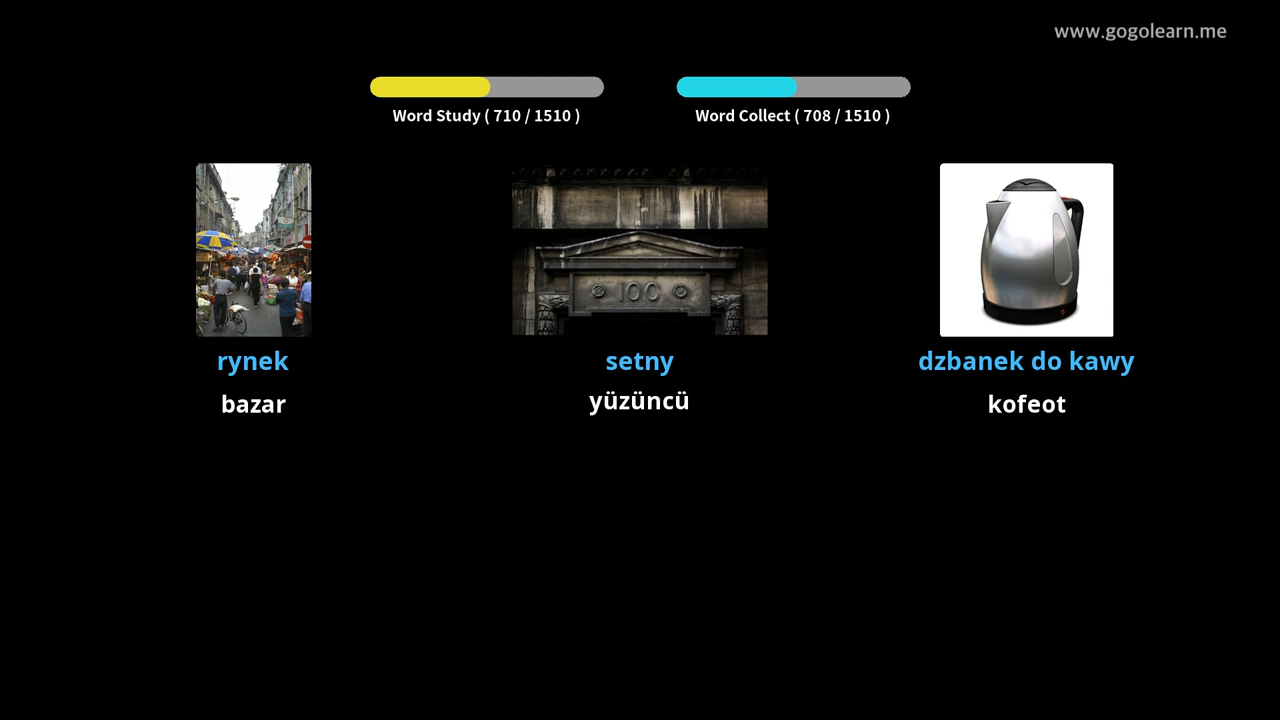 www.gogolearn.me
Word Study ( 710 / 1510 )
Word Collect ( 708 / 1510 )
100
rynek
setny
dzbanek do kawy
bazar
yüzüncü
kofeot